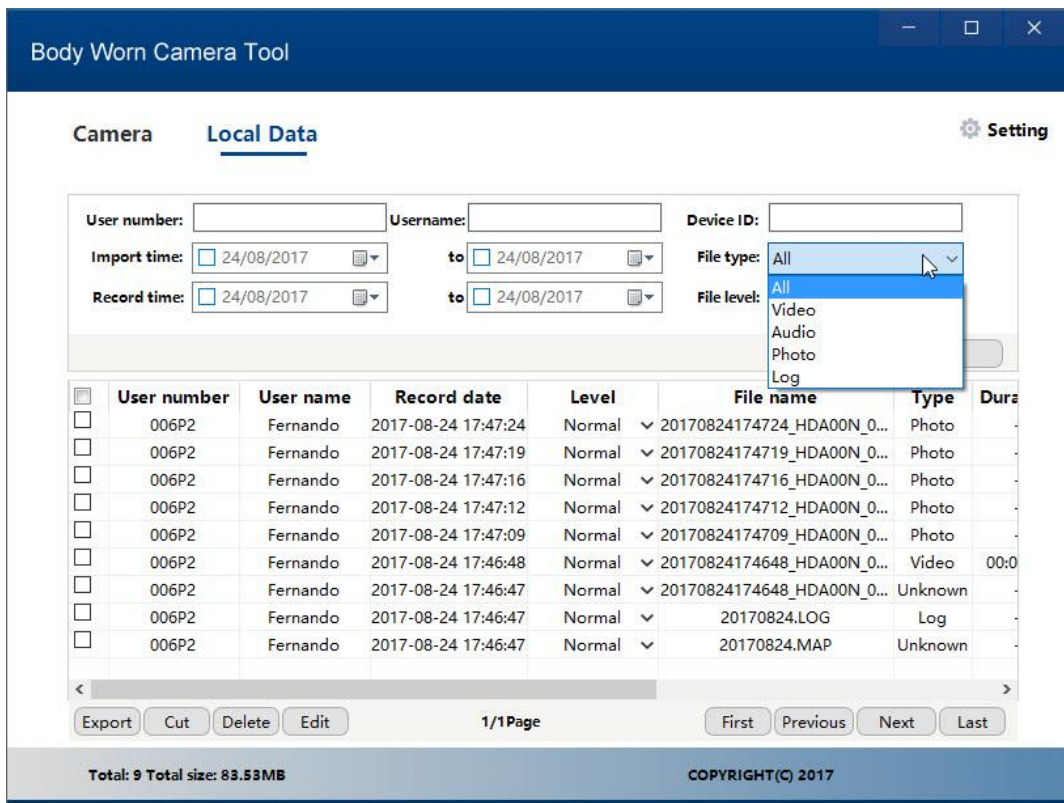 Body Worn Camera Tool
Camera Local Data Setting
User number: Username: Device ID:
Import time: 24/08/2017 to 24/08/2017 File type: All
Record time: 24/08/2017 to 24/08/2017 File level:
All
Video
Audio
Photo
Log
User number User name Record date Level File name Type Dura
006P2 Fernando 2017-08-24 17:47:24 Normal 20170824174724_HDA00N_0... Photo -
006P2 Fernando 2017-08-24 17:47:19 Normal 20170824174719_HDA00N_0... Photo -
006P2 Fernando 2017-08-24 17:47:16 Normal 20170824174716_HDA00N_0... Photo -
006P2 Fernando 2017-08-24 17:47:12 Normal 20170824174712_HDA00N_0... Photo -
006P2 Fernando 2017-08-24 17:47:09 Normal 20170824174709_HDA00N_0... Photo -
006P2 Fernando 2017-08-24 17:46:48 Normal 20170824174648_HDA00N_0... Video 00:0
006P2 Fernando 2017-08-24 17:46:47 Normal 20170824174648_HDA00N_0... Unknown -
006P2 Fernando 2017-08-24 17:46:47 Normal 20170824.LOG Log -
006P2 Fernando 2017-08-24 17:46:47 Normal 20170824.MAP Unknown -
Export Cut Delete Edit 1/1Page First Previous Next Last
Total: 9 Total size: 83.53MB COPYRIGHT(C) 2017